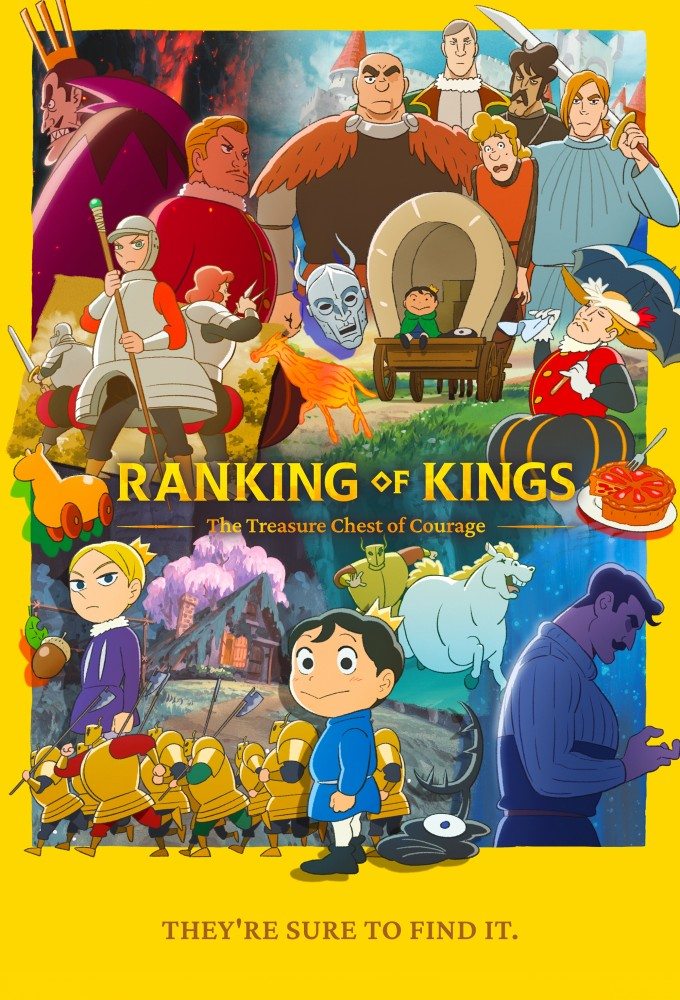 RANKING OF KINGS
The Treasure Chest of Courage
THEY'RE SURE TO FIND IT.